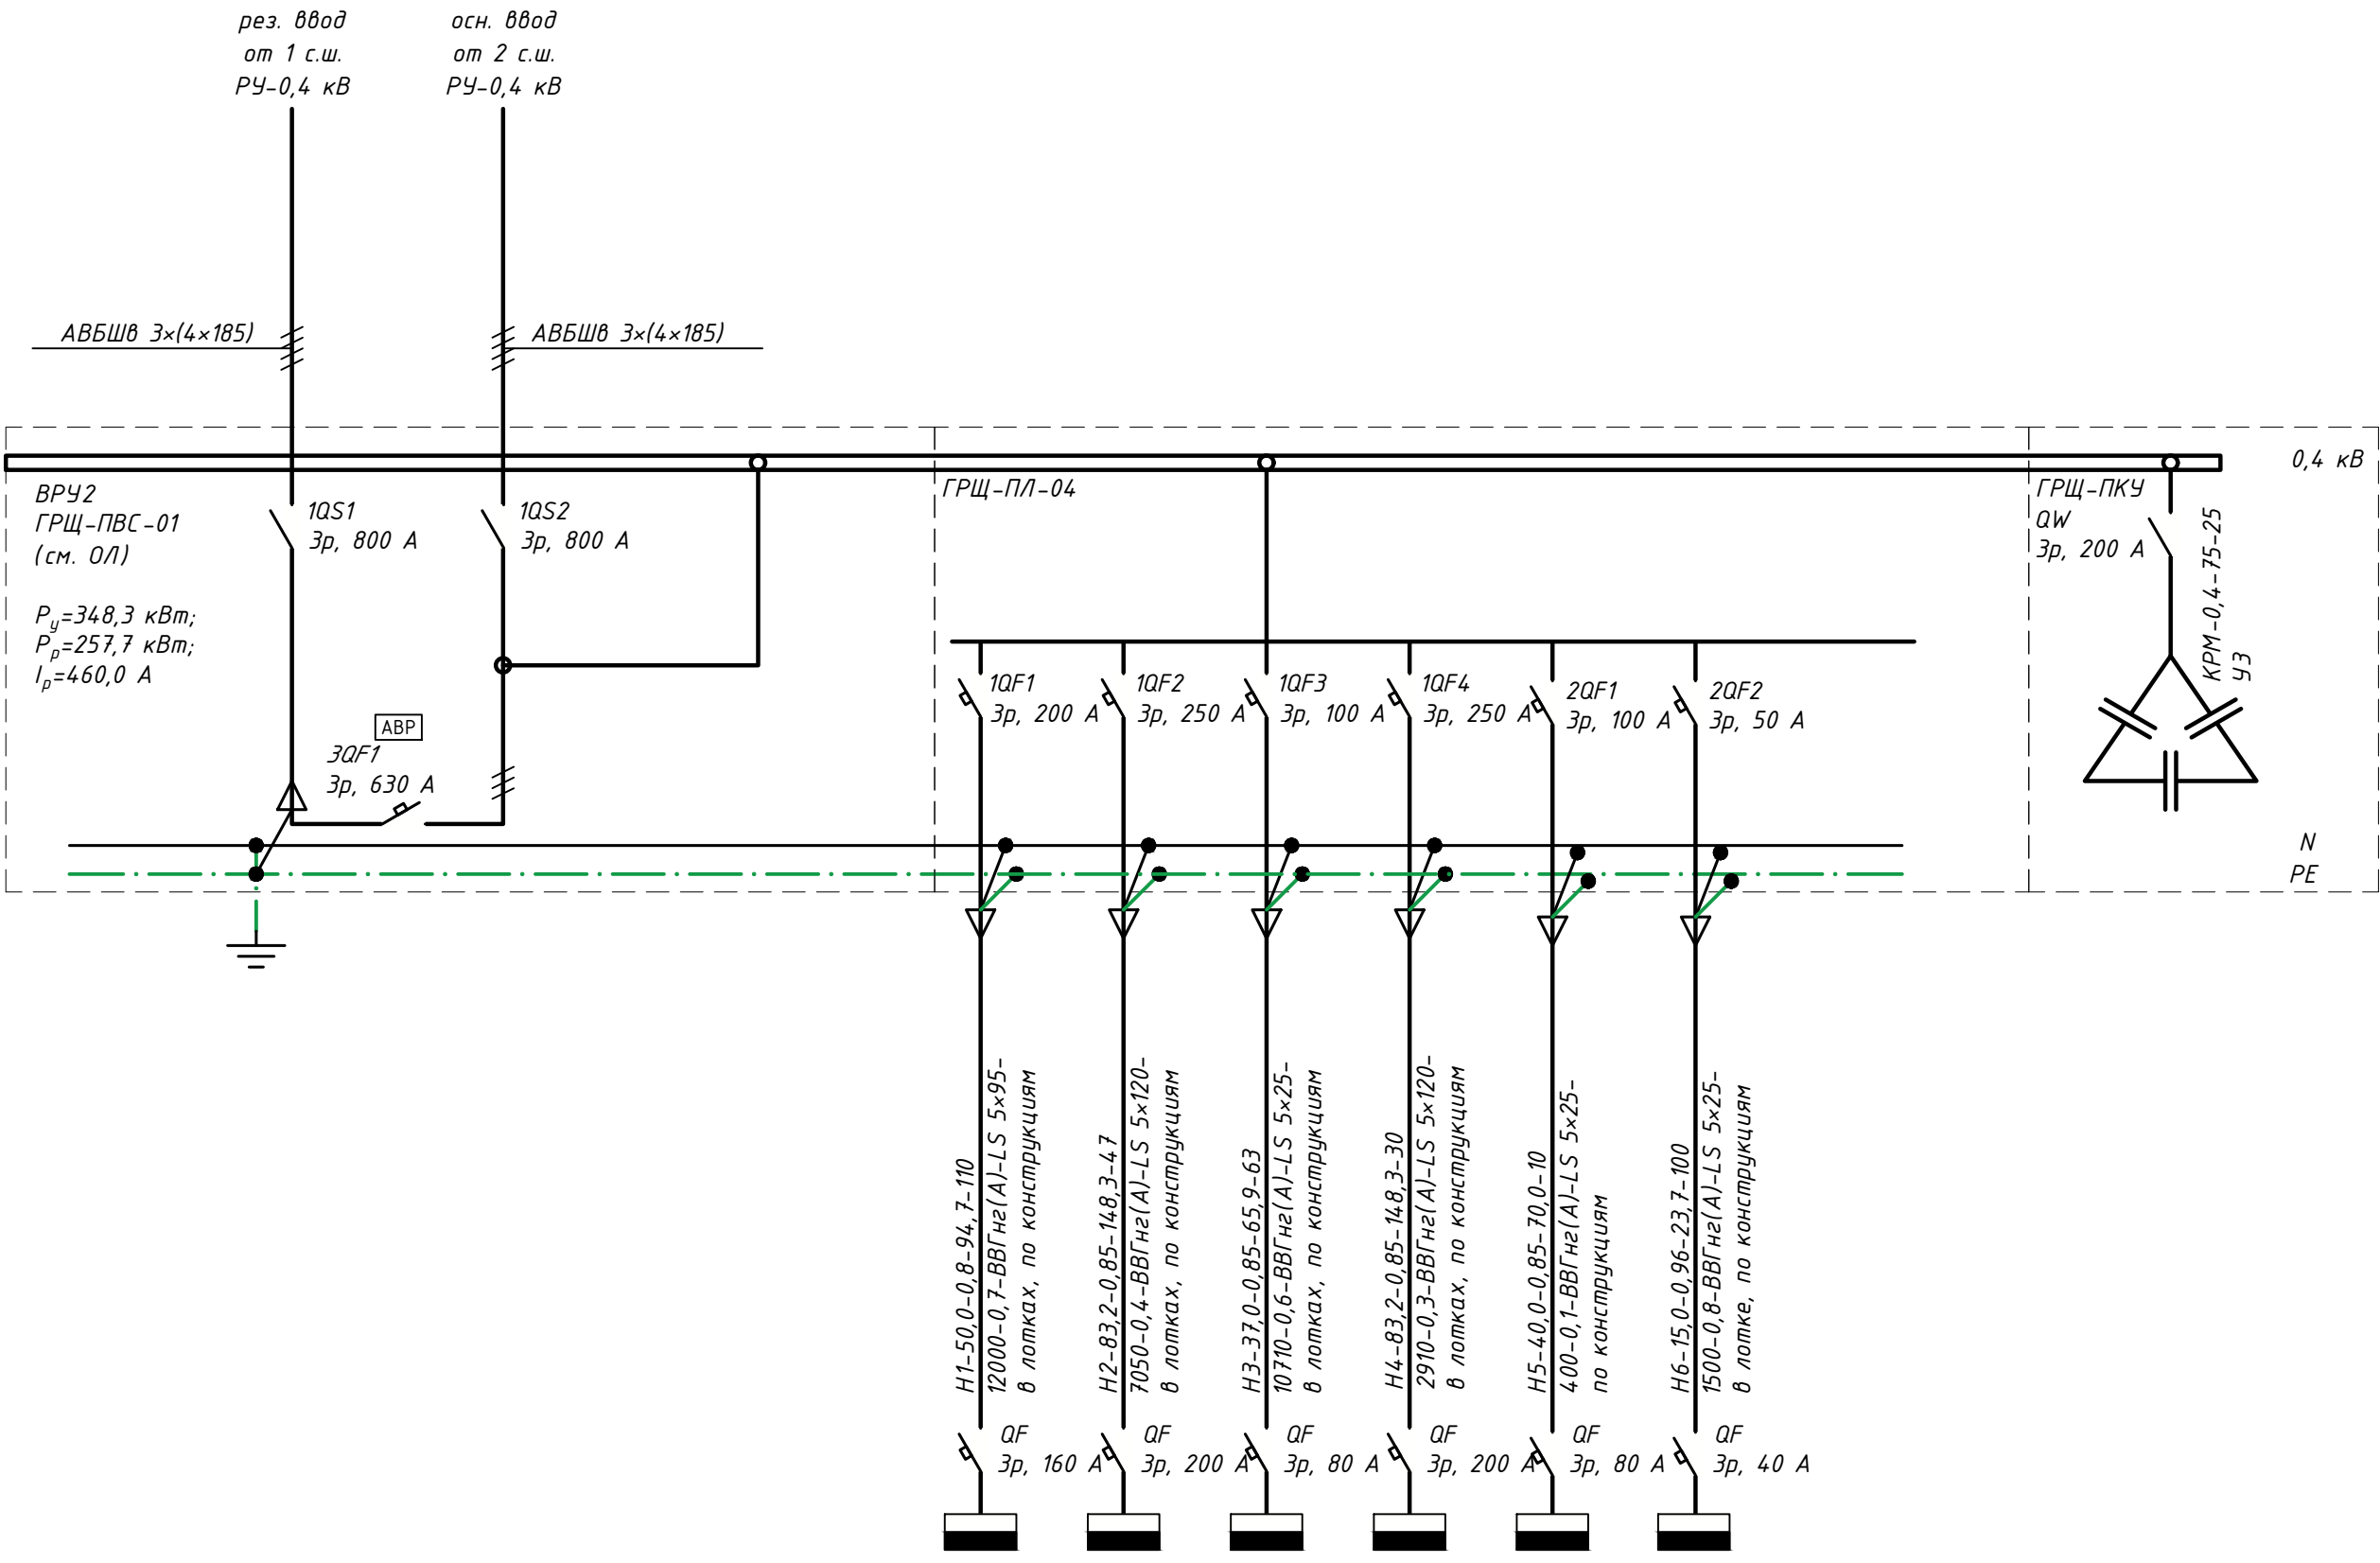 рез. ввод
от 1 с.ш.
РУ-0,4 кВ
осн. ввод
от 2 с.ш.
РУ-0,4 кВ
АВБШв 3×(4×185)
АВБШв 3×(4×185)
0,4 кВ
ВРУ2
ГРЩ-ПВС-01
(см. ОЛ)
Pу=348,3 кВт;
Pр=257,7 кВт;
Iр=460,0 А
1QS1
3р, 800 А
1QS2
3р, 800 А
АВР
3QF1
3р, 630 А
ГРЩ-ПЛ-04
1QF1
3р, 200 А
1QF2
3р, 250 А
1QF3
3р, 100 А
1QF4
3р, 250 А
2QF1
3р, 100 А
2QF2
3р, 50 А
ГРЩ-ПКУ
QW
3р, 200 А
КРМ-0,4-75-25
У3
N
PE
Н1-50,0-0,8-94,7-110
12000-0,7-ВВГнг(А)-LS 5×95-
в лотках, по конструкциям
Н2-83,2-0,85-148,3-47
7050-0,4-ВВГнг(А)-LS 5×120-
в лотках, по конструкциям
Н3-37,0-0,85-65,9-63
10710-0,6-ВВГнг(А)-LS 5×25-
в лотках, по конструкциям
Н4-83,2-0,85-148,3-30
2910-0,3-ВВГнг(А)-LS 5×120-
в лотках, по конструкциям
Н5-40,0-0,85-70,0-10
400-0,1-ВВГнг(А)-LS 5×25-
по конструкциям
Н6-15,0-0,96-23,7-100
1500-0,8-ВВГнг(А)-LS 5×25-
в лотке, по конструкциям
QF
3р, 160 А
QF
3р, 200 А
QF
3р, 80 А
QF
3р, 200 А
QF
3р, 80 А
QF
3р, 40 А